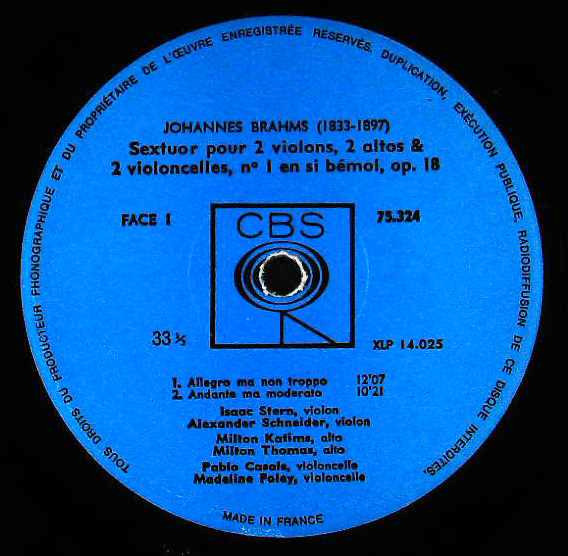 TOUS DROITS DU PRODUCTEUR PHONOGRAPHIQUE ET DU PROPRIÉTAIRE DE L'ŒUVRE ENREGISTRÉE RÉSERVÉS. DUPLICATION, EXÉCUTION PUBLIQUE, RADIODIFFUSION DE CE DISQUE INTERDITES.
JOHANNES BRAHMS (1833-1897)
Sextuor pour 2 violons, 2 altos &
2 violoncelles, n° 1 en si bémol, op. 18
FACE 1
CBS
75.324
33 ⅓
XLP 14.025
1. Allegro ma non troppo 12'07
2. Andante ma moderato 10'21
Isaac Stern, violon
Alexander Schneider, violon
Milton Katims, alto
Milton Thomas, alto
Pablo Casals, violoncelle
Madeline Foley, violoncelle
MADE IN FRANCE